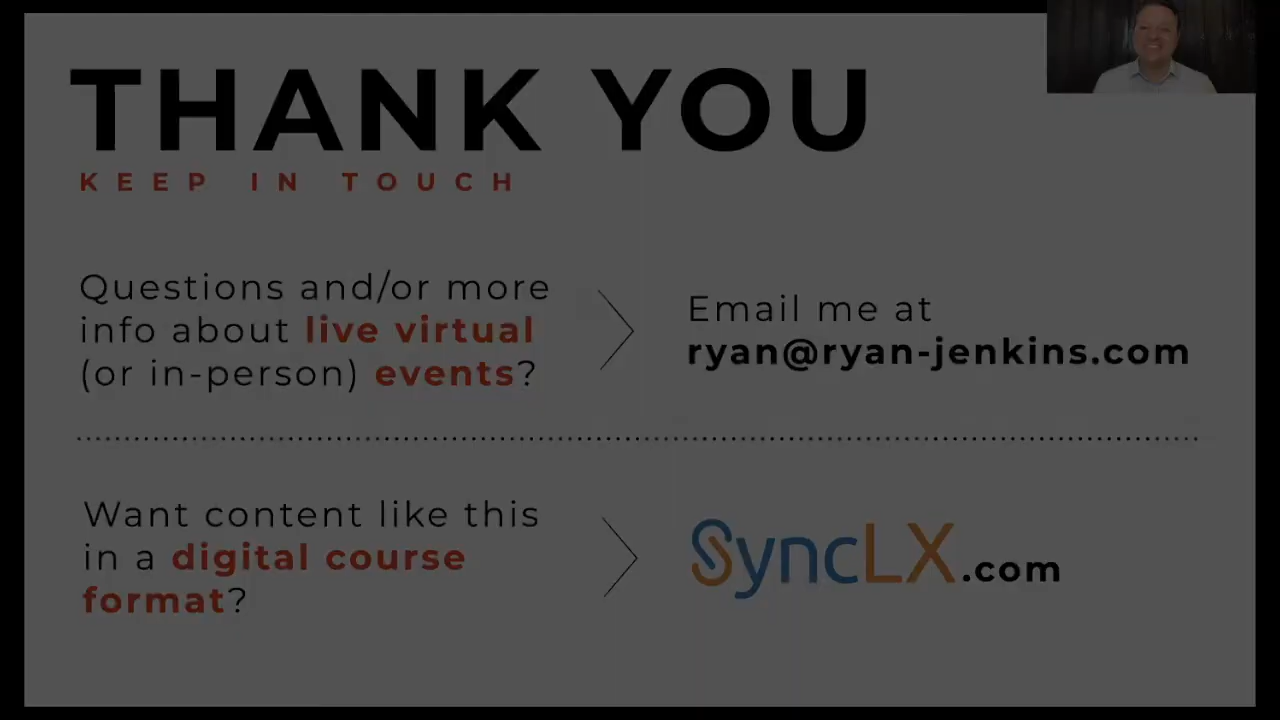 THANK YOU
KEEP IN TOUCH
Questions and/or more
info about live virtual
(or in-person) events?
Email me at
ryan@ryan-jenkins.com
Want content like this
in a digital course
format?
SyncLX.com